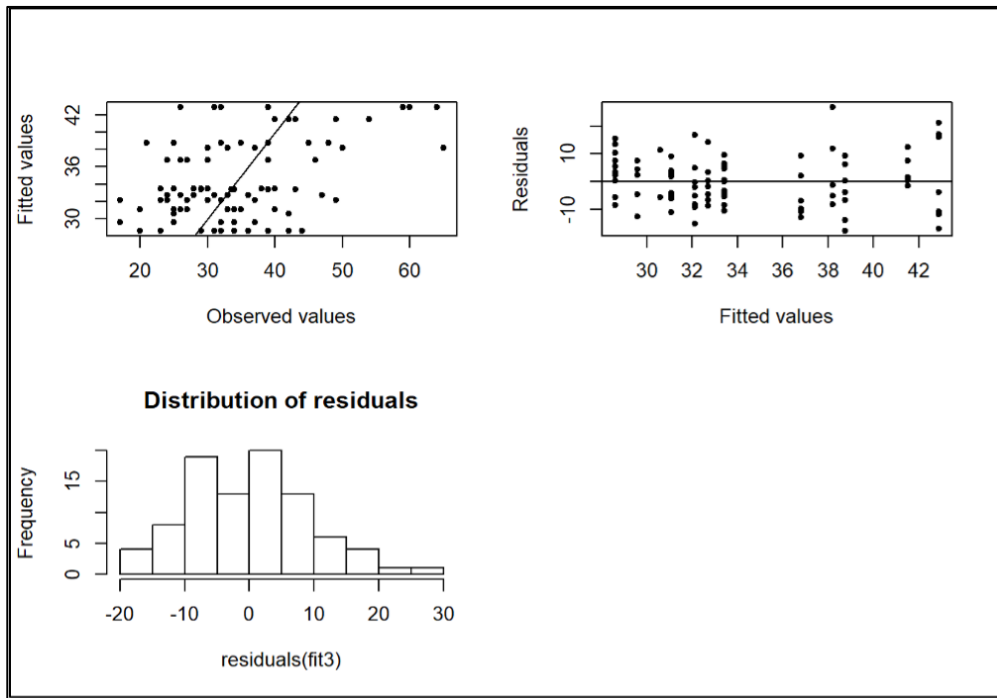 42
36
30
Fitted values
20 30 40 50 60
Observed values
10
-10
Residuals
30 32 34 36 38 40 42
Fitted values
Distribution of residuals
15
5
0
Frequency
-20 -10 0 10 20 30
residuals(fit3)